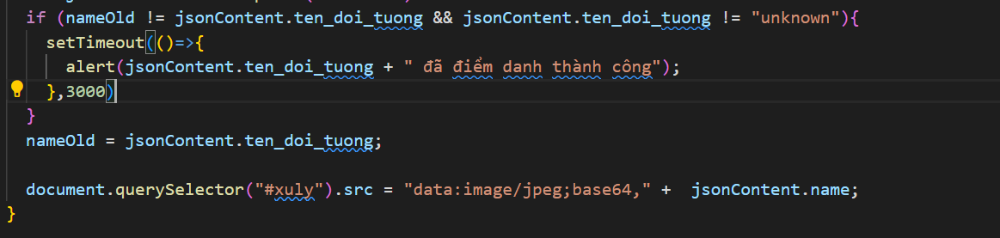 if (nameOld != jsonContent.ten_doi_tuong && jsonContent.ten_doi_tuong != "unknown"){
setTimeout(()=>{
alert(jsonContent.ten_doi_tuong + " đã điểm danh thành công");
},3000)
}
nameOld = jsonContent.ten_doi_tuong;
document.querySelector("#xuly").src = "data:image/jpeg;base64," + jsonContent.name;
}